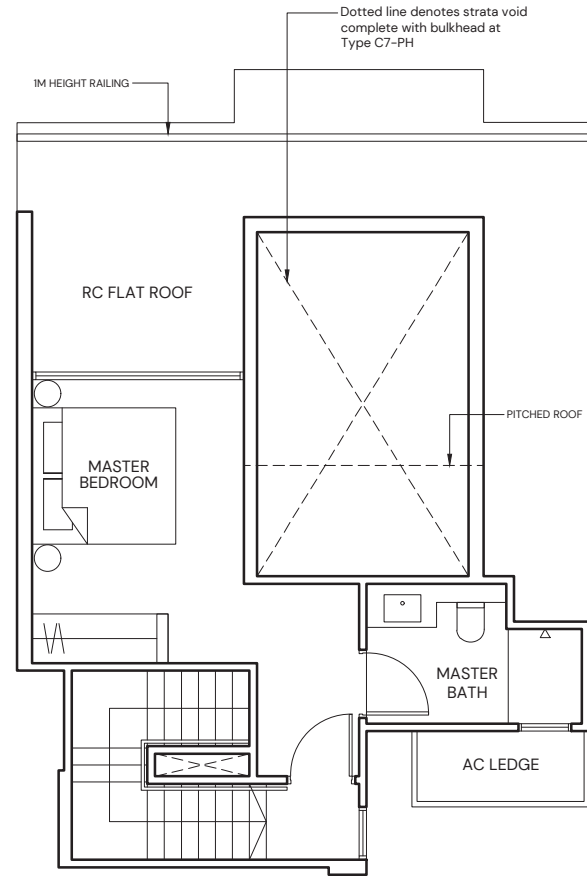 Dotted line denotes strata void
complete with bulkhead at
Type C7-PH
1M HEIGHT RAILING
RC FLAT ROOF
PITCHED ROOF
MASTER
BEDROOM
MASTER
BATH
AC LEDGE